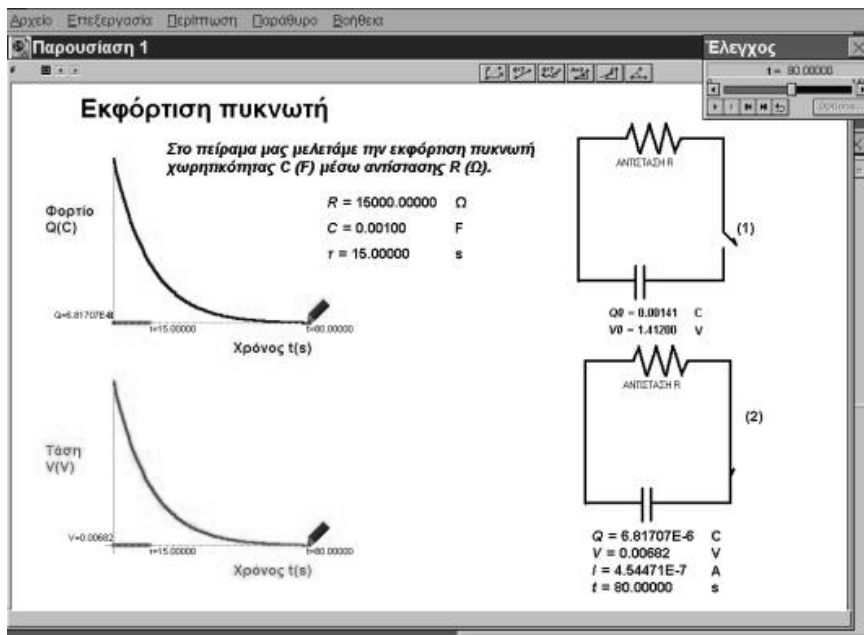 Αρχείο Επεξεργασία Περίπτωση Παράθυρο Βοήθεια
Παρουσίαση 1
Έλεγχος
t = 80.00000
Εκφόρτιση πυκνωτή
Στο πείραμα μας μελετάμε την εκφόρτιση πυκνωτή
χωρητικότητας C (F) μέσω αντίστασης R (Ω).
R = 15000.00000 Ω
C = 0.00100 F
τ = 15.00000 s
Φορτίο
Q(C)
τ=15.00000 t=80.00000
Χρόνος t(s)
ΑΝΤΙΣΤΑΣΗ R
(1)
Q0 = 0.00141 C
V0 = 1.41200 V
Τάση
V(V)
V=0.00682
τ=15.00000 t=80.00000
Χρόνος t(s)
ΑΝΤΙΣΤΑΣΗ R
(2)
Q = 6.81707E-6 C
V = 0.00682 V
I = 4.54471E-7 A
t = 80.00000 s